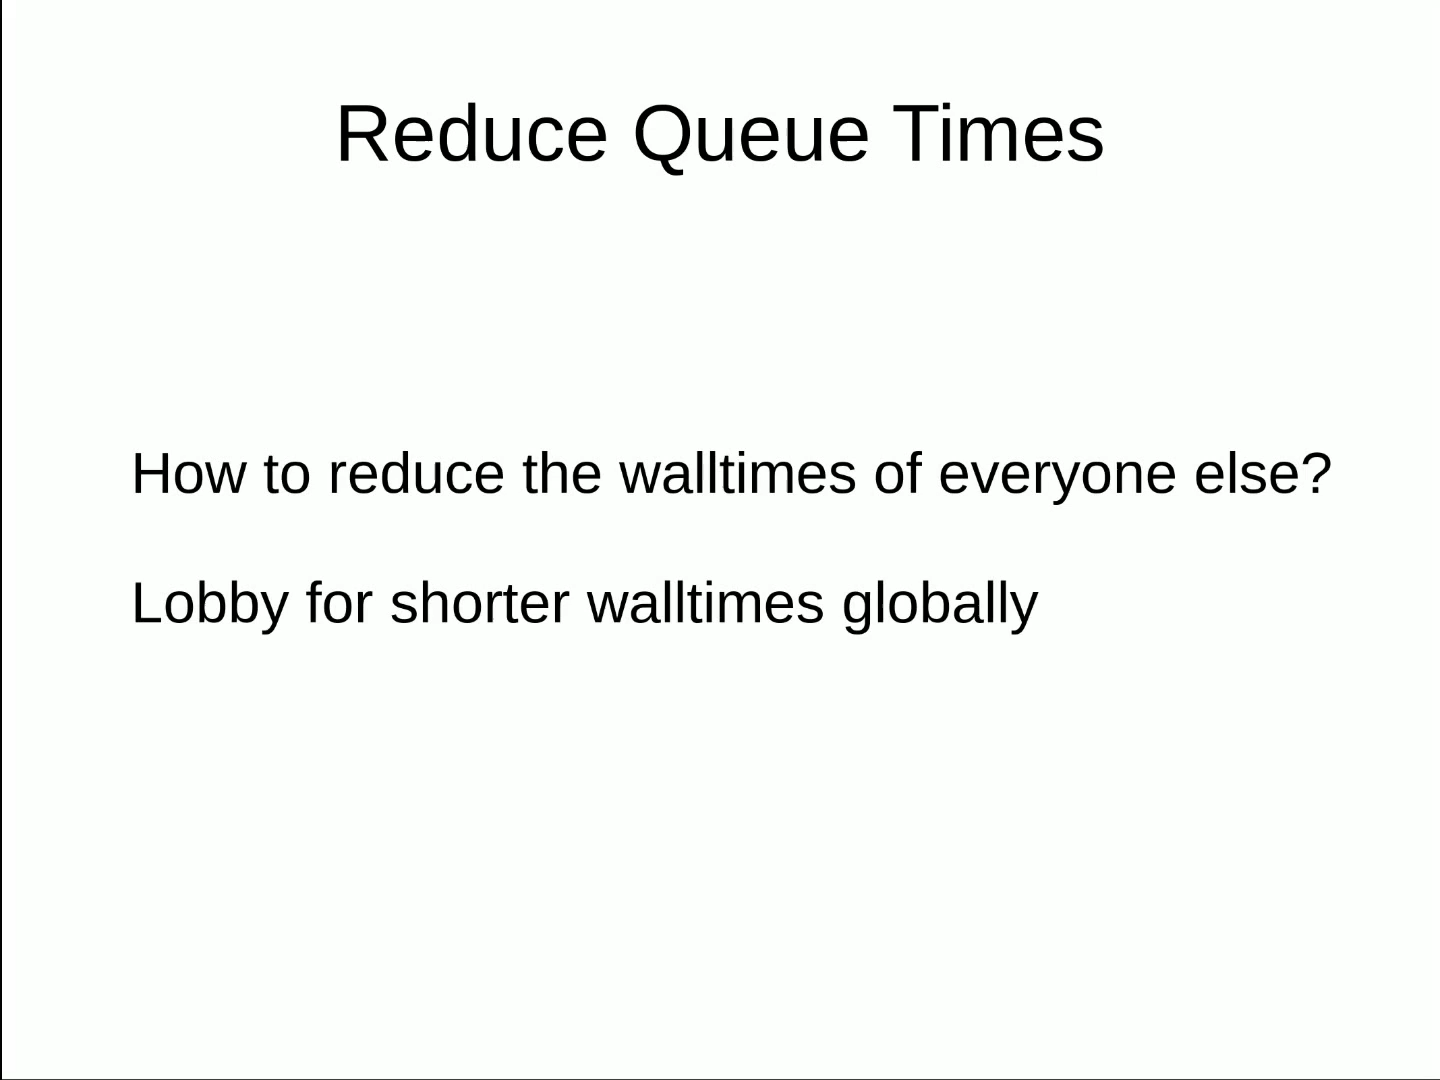 Reduce Queue Times
How to reduce the walltimes of everyone else?
Lobby for shorter walltimes globally